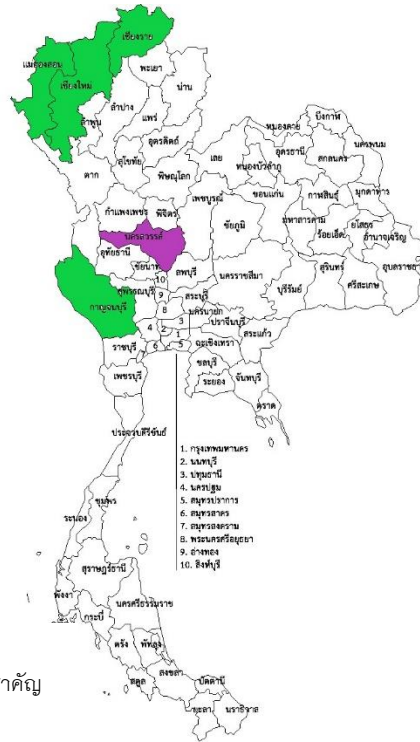 เชียงราย
แม่ฮ่องสอน
เชียงใหม่
พะเยา
น่าน
ลำปาง
ลำพูน
แพร่
อุตรดิตถ์
สุโขทัย
ตาก
พิษณุโลก
เลย
หนองคาย
บึงกาฬ
อุดรธานี
หนองบัวลำภู
สกลนคร
นครพนม
กำแพงเพชร
พิจิตร
เพชรบูรณ์
ขอนแก่น
กาฬสินธุ์
มุกดาหาร
นครสวรรค์
ชัยภูมิ
มหาสารคาม
ร้อยเอ็ด
ยโสธร
อำนาจเจริญ
อุทัยธานี
ชัยนาท
ลพบุรี
นครราชสีมา
บุรีรัมย์
สุรินทร์
ศรีสะเกษ
อุบลราชธานี
10
สุพรรณบุรี
9
สระบุรี
กาญจนบุรี
8
นครนายก
3
ปราจีนบุรี
4
2
1
สระแก้ว
ราชบุรี
6
5
ฉะเชิงเทรา
เพชรบุรี
ชลบุรี
ระยอง
จันทบุรี
ตราด
ประจวบคีรีขันธ์
1. กรุงเทพมหานคร
2. นนทบุรี
3. ปทุมธานี
4. นครปฐม
5. สมุทรปราการ
6. สมุทรสาคร
7. สมุทรสงคราม
8. พระนครศรีอยุธยา
9. อ่างทอง
10. สิงห์บุรี
ชุมพร
ระนอง
สุราษฎร์ธานี
พังงา
นครศรีธรรมราช
กระบี่
ตรัง
พัทลุง
สตูล
สงขลา
ปัตตานี
ยะลา
นราธิวาส
าคัญ